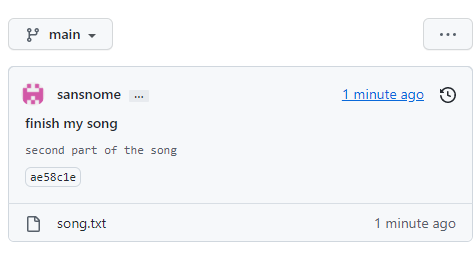 main
...
sansnome ... 1 minute ago
finish my song
second part of the song
ae58c1e
song.txt 1 minute ago